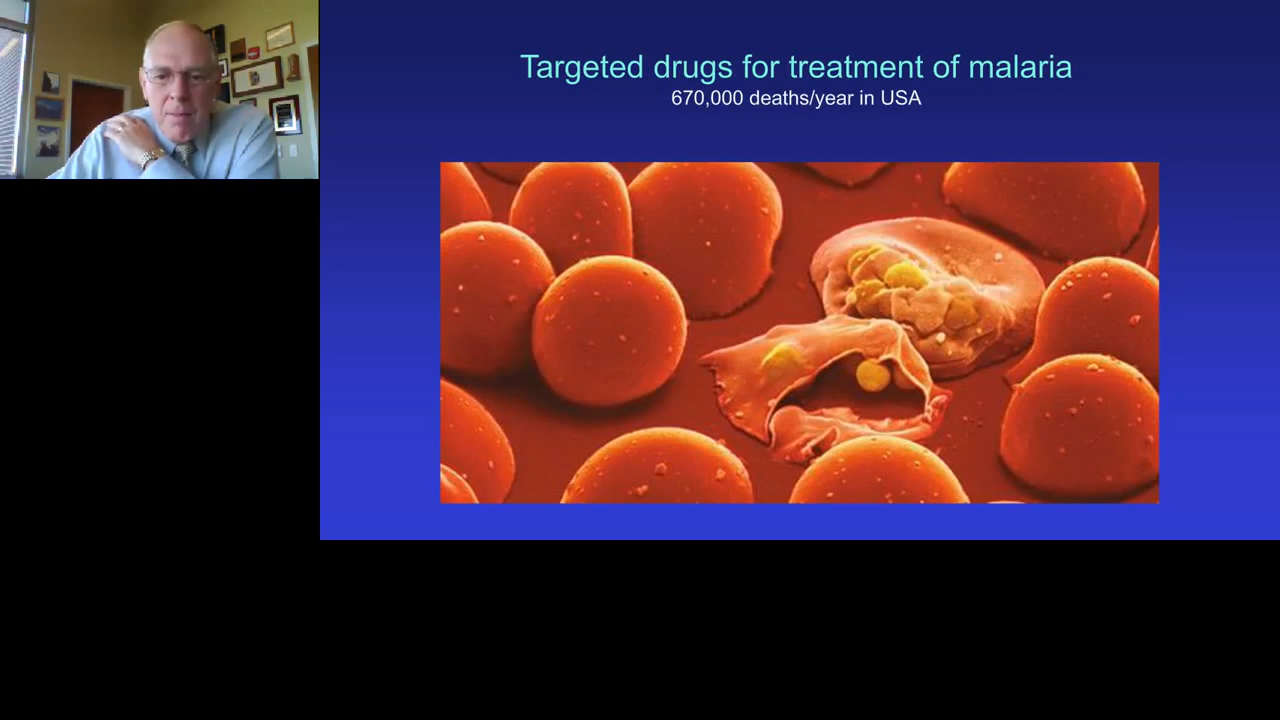 Targeted drugs for treatment of malaria
670,000 deaths/year in USA